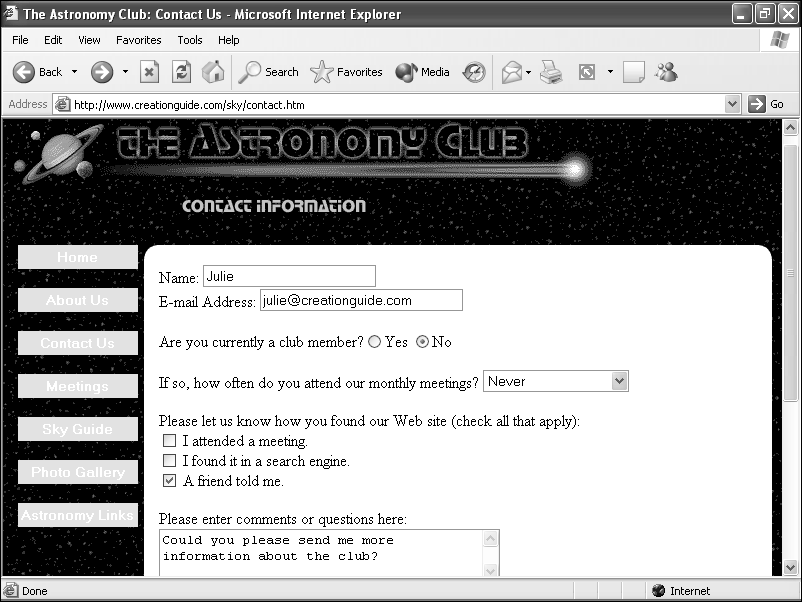 The Astronomy Club: Contact Us - Microsoft Internet Explorer
File Edit View Favorites Tools Help
Back Search Favorites Media
Address http://www.creationguide.com/sky/contact.htm Go
the Astronomy Club
contact information
Home
About Us
Contact Us
Meetings
Sky Guide
Photo Gallery
Astronomy Links
Name: Julie
E-mail Address: julie@creationguide.com
Are you currently a club member? Yes No
If so, how often do you attend our monthly meetings? Never
Please let us know how you found our Web site (check all that apply):
I attended a meeting.
I found it in a search engine.
A friend told me.
Please enter comments or questions here:
Could you please send me more
information about the club?
Done Internet